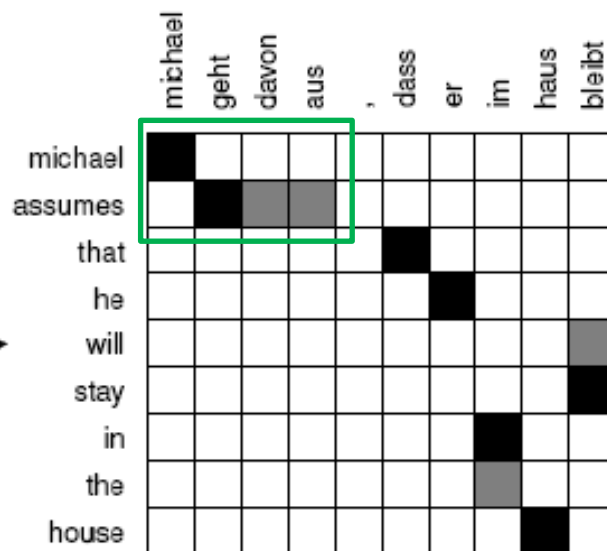 michael geht davon aus , dass er im haus bleibt
michael
assumes
that
he
will
stay
in
the
house